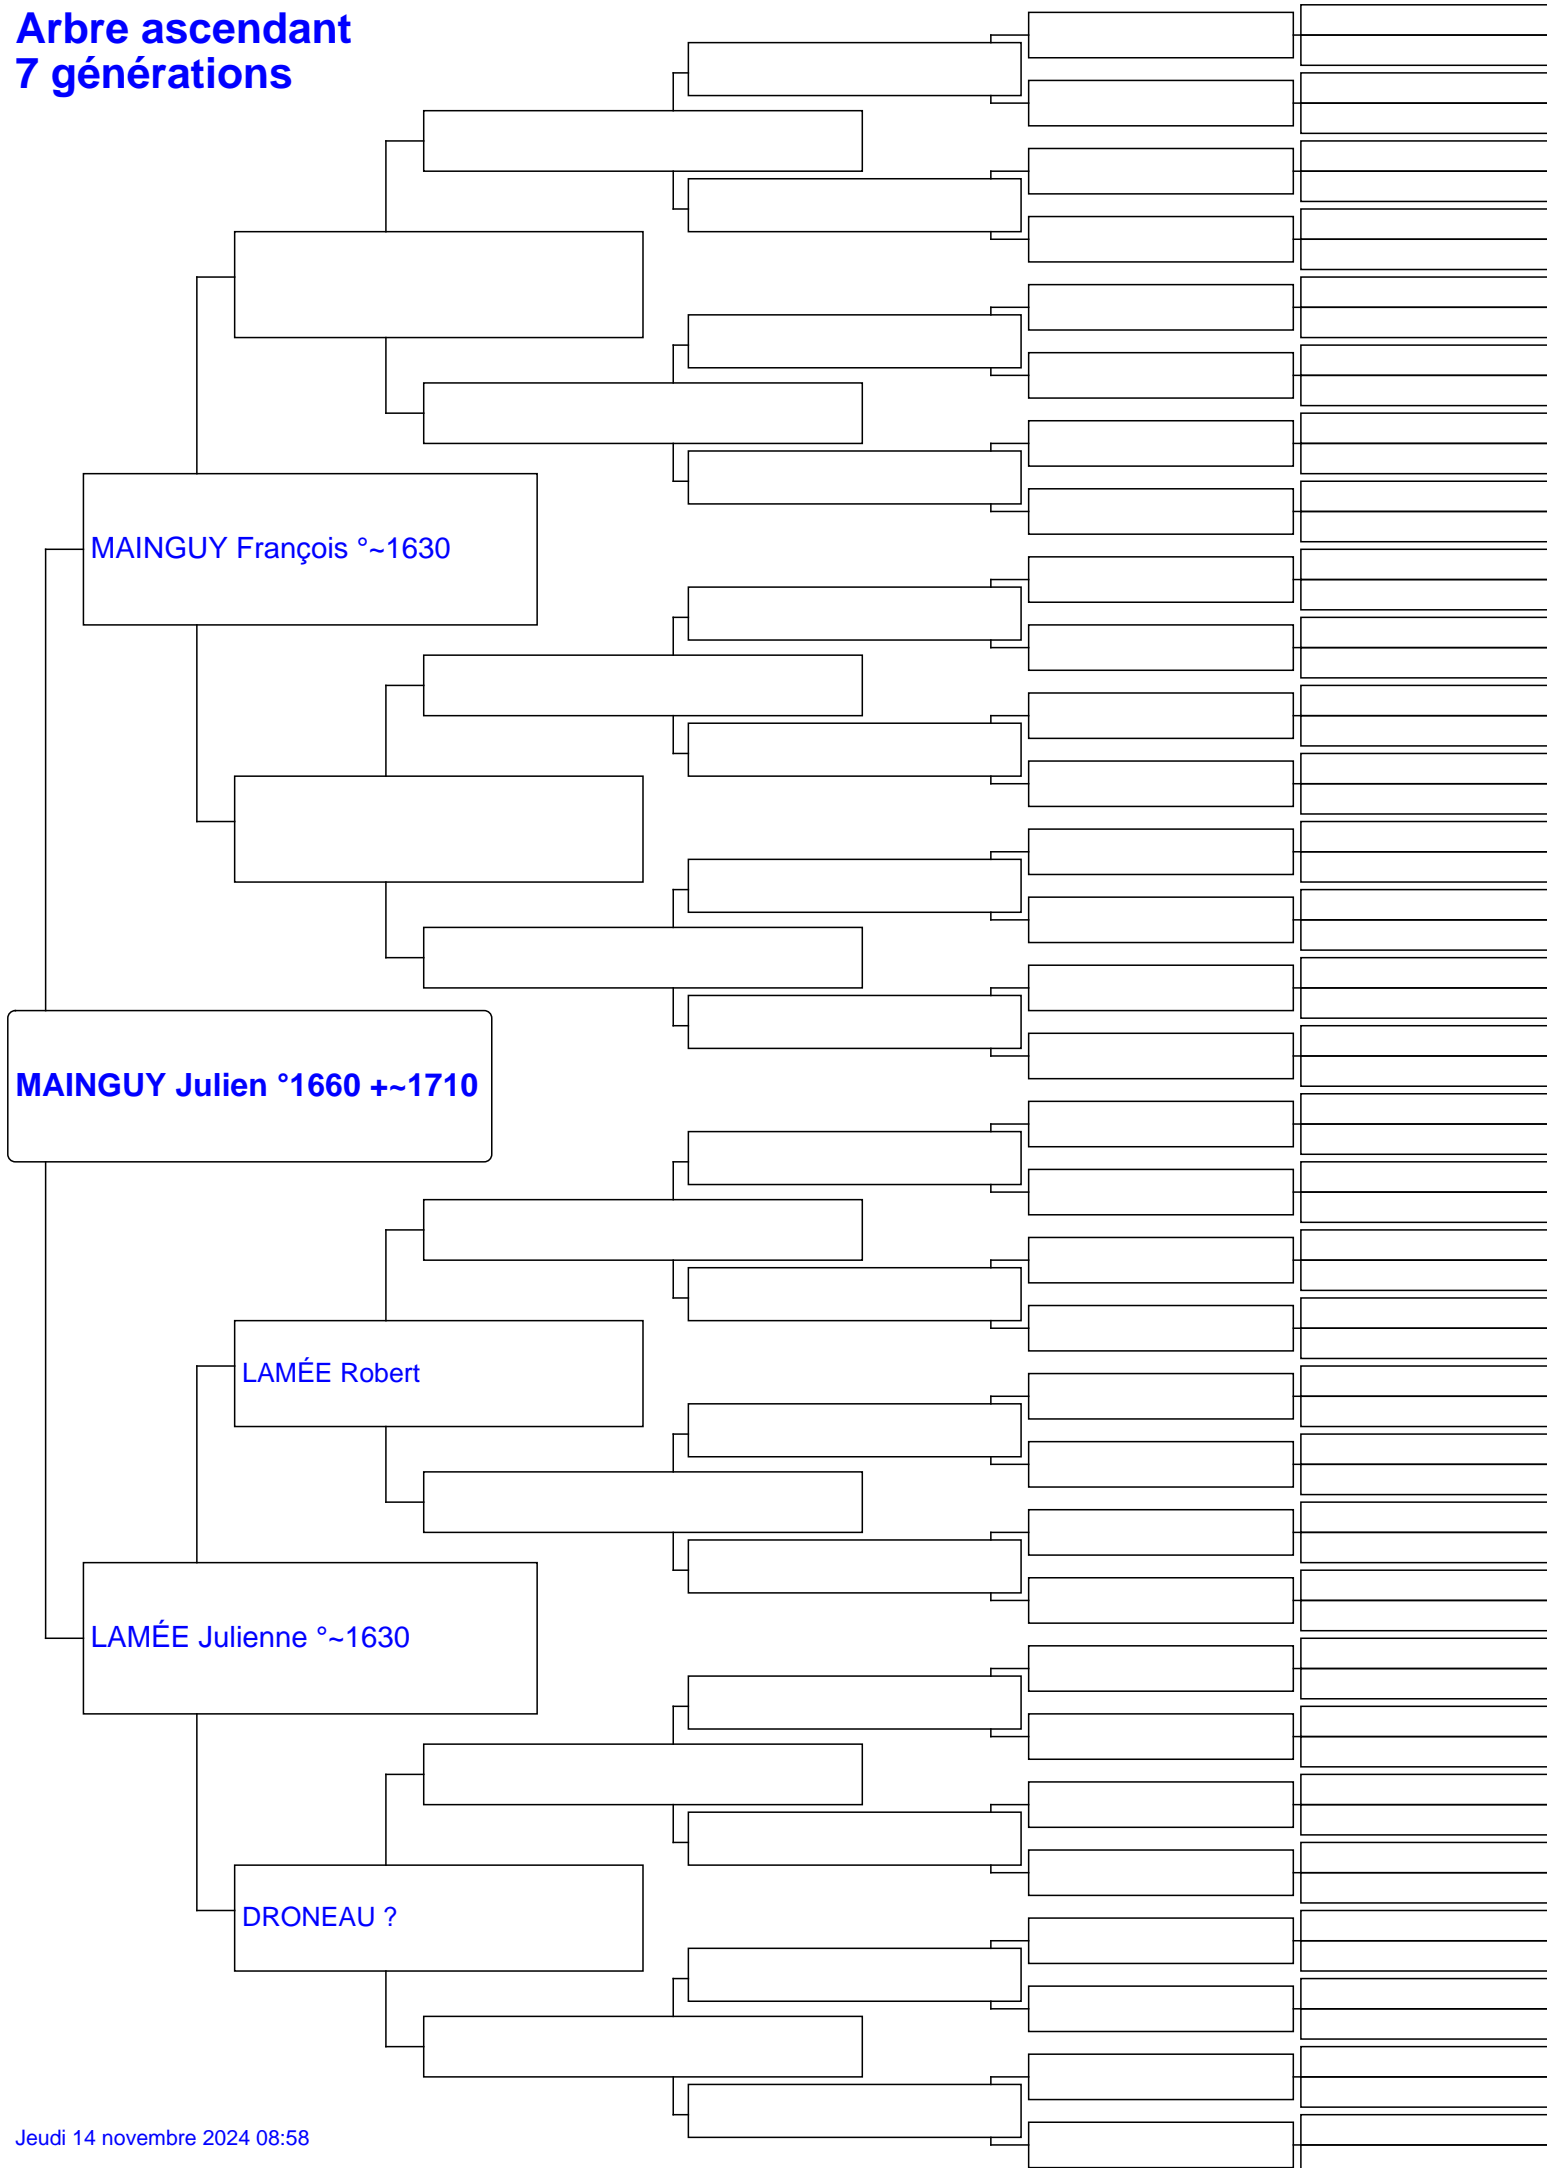 Arbre ascendant
7 générations
MAINGUY François °~1630
MAINGUY Julien °1660 +~1710
LAMÉE Robert
LAMÉE Julienne °~1630
DRONEAU ?
Jeudi 14 novembre 2024 08:58